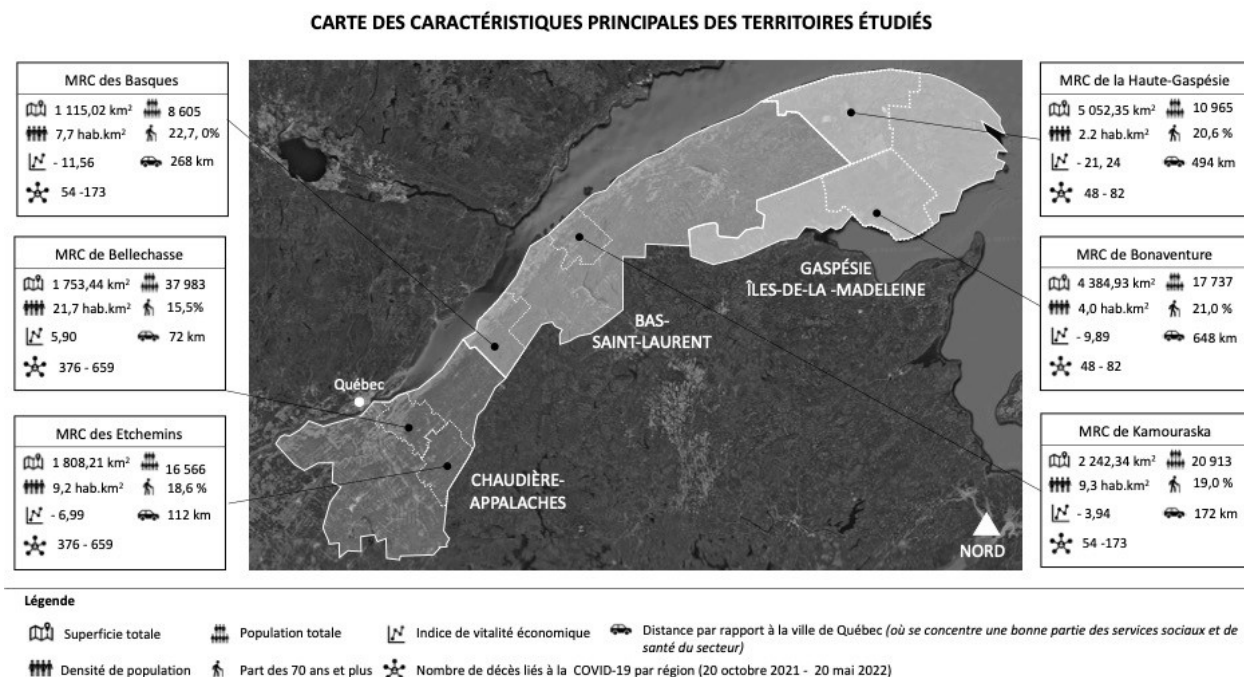 CARTE DES CARACTÉRISTIQUES PRINCIPALES DES TERRITOIRES ÉTUDIÉS
MRC des Basques
1 115,02 km² 8 605
7,7 hab.km² 22,7, 0%
- 11,56 268 km
54 -173
MRC de Bellechasse
1 753,44 km² 37 983
21,7 hab.km² 15,5%
5,90 72 km
376 - 659
MRC des Etchemins
1 808,21 km² 16 566
9,2 hab.km² 18,6 %
- 6,99 112 km
376 - 659
Québec
CHAUDIÈRE-
APPALACHES
BAS-
SAINT-LAURENT
GASPÉSIE
ÎLES-DE-LA -MADELEINE
NORD
MRC de la Haute-Gaspésie
5 052,35 km² 10 965
2.2 hab.km² 20,6 %
- 21, 24 494 km
48 - 82
MRC de Bonaventure
4 384,93 km² 17 737
4,0 hab.km² 21,0 %
- 9,89 648 km
48 - 82
MRC de Kamouraska
2 242,34 km² 20 913
9,3 hab.km² 19,0 %
- 3,94 172 km
54 -173
Légende
Superficie totale Population totale Indice de vitalité économique Distance par rapport à la ville de Québec (où se concentre une bonne partie des services sociaux et de
santé du secteur)
Densité de population Part des 70 ans et plus Nombre de décès liés à la COVID-19 par région (20 octobre 2021 - 20 mai 2022)